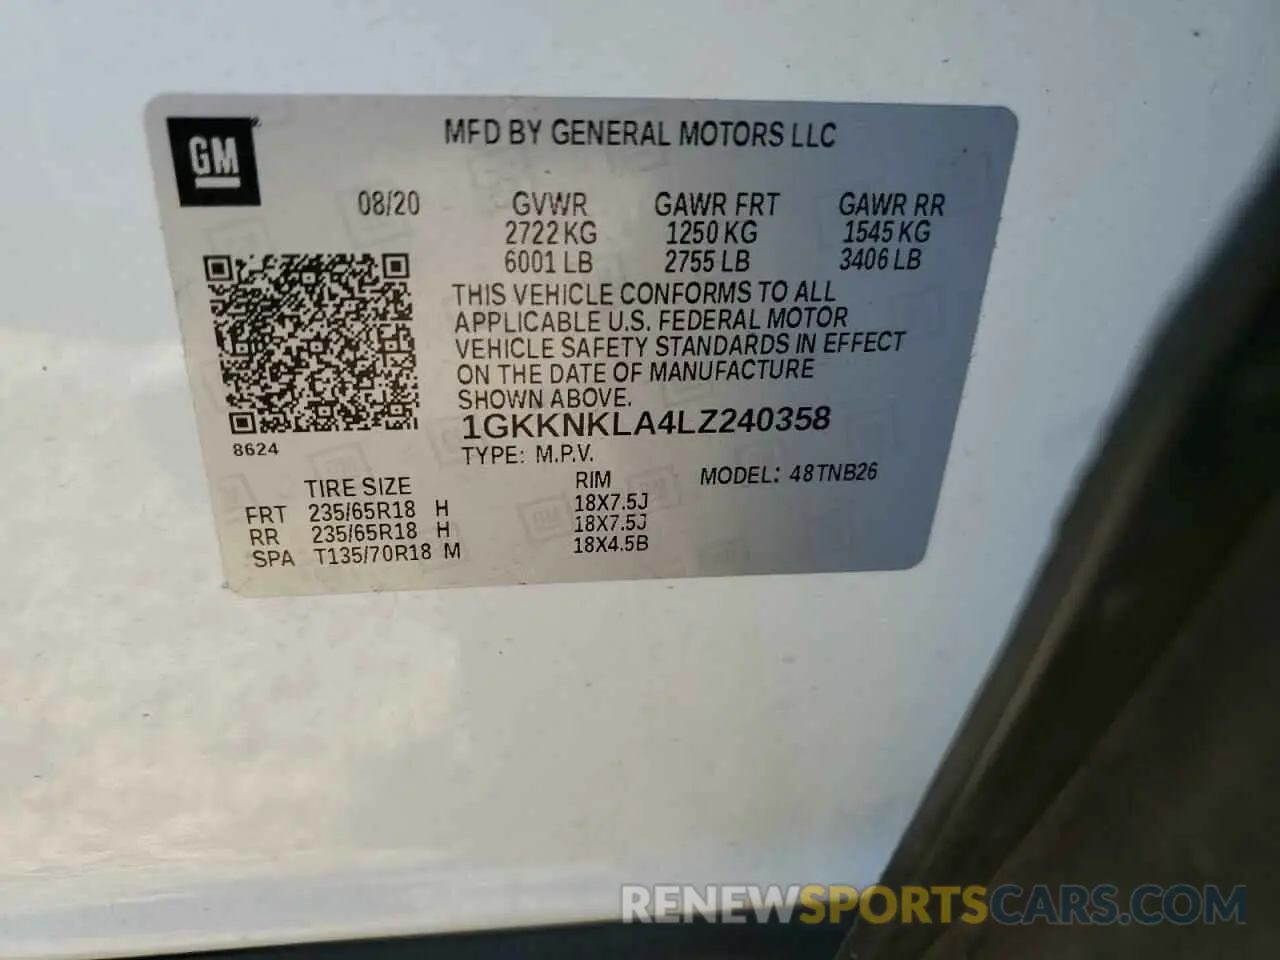 GM
MFD BY GENERAL MOTORS LLC
08/20 GVWR GAWR FRT GAWR RR
2722 KG 1250 KG 1545 KG
6001 LB 2755 LB 3406 LB
THIS VEHICLE CONFORMS TO ALL
APPLICABLE U.S. FEDERAL MOTOR
VEHICLE SAFETY STANDARDS IN EFFECT
ON THE DATE OF MANUFACTURE
SHOWN ABOVE.
1GKKNKLA4LZ240358
8624
TYPE: M.P.V.
TIRE SIZE RIM MODEL: 48TNB26
FRT 235/65R18 H 18X7.5J
RR 235/65R18 H 18X7.5J
SPA T135/70R18 M 18X4.5B
RENEWSPORTSCARS.COM